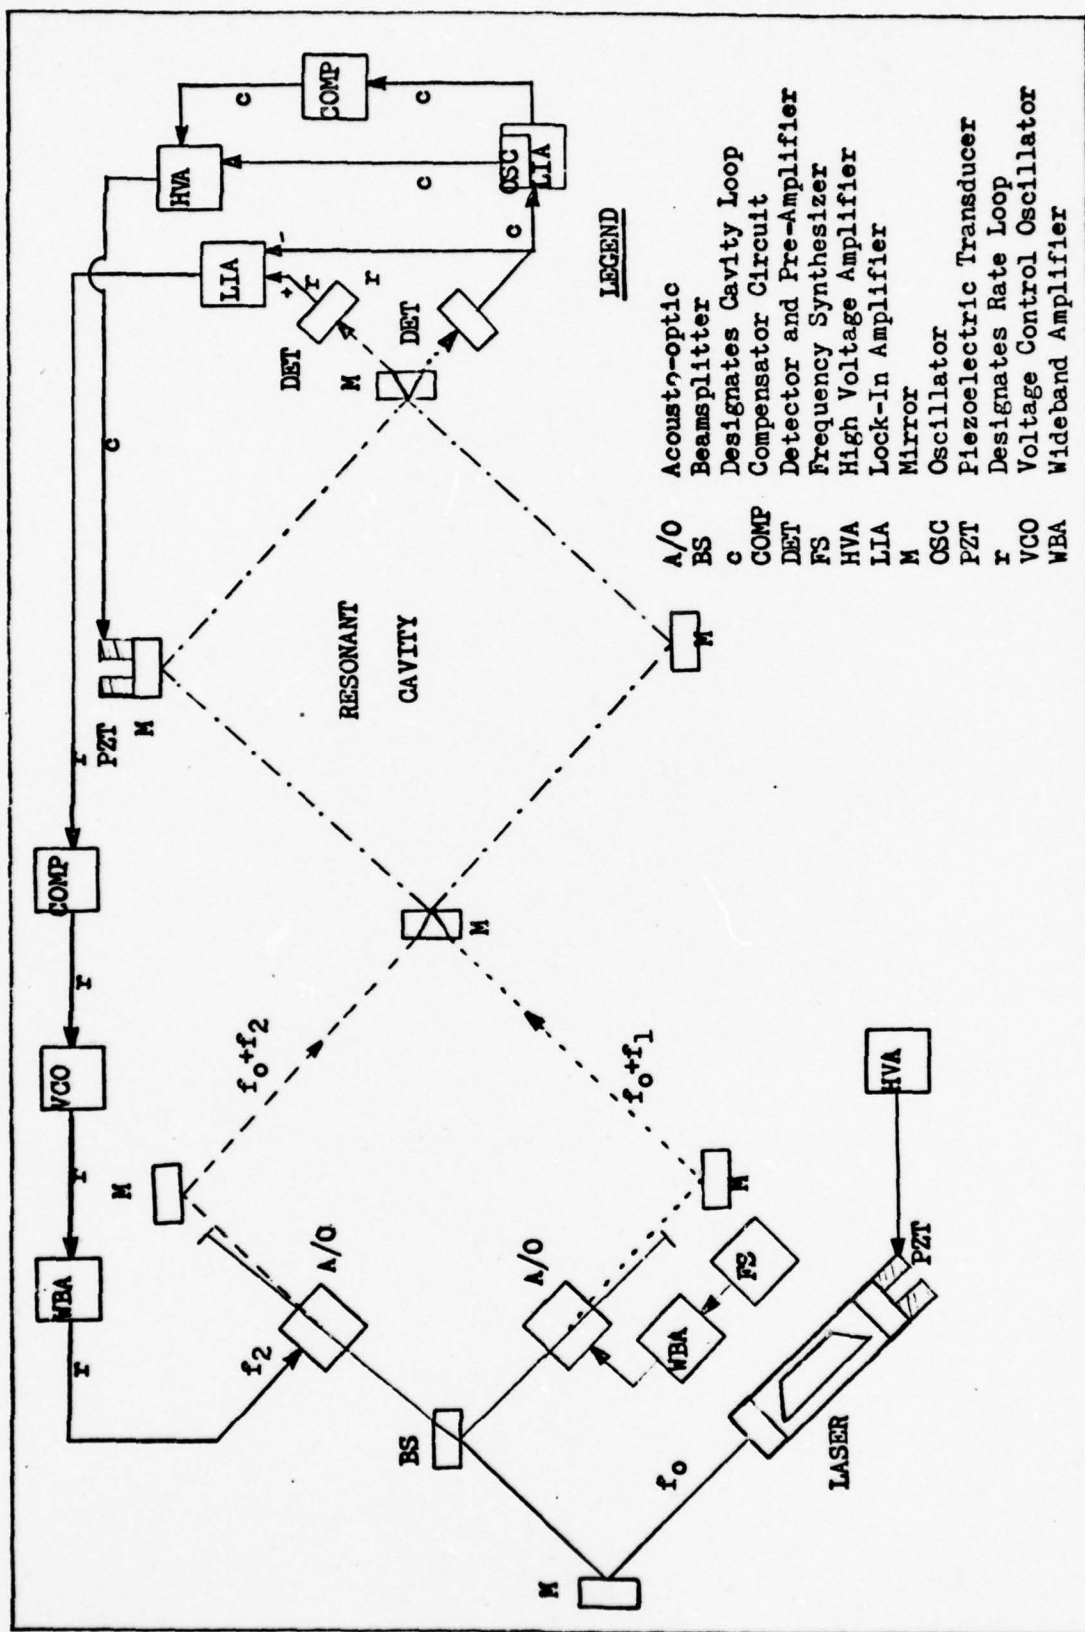 COMP
c
c
HVA
c
OSC
LIA
c
LIA
+
-
r
r
DET
DET
M
c
r
PZT
M
RESONANT
CAVITY
M
M
COMP
r
VCO
r
WBA
r
f2
f0+f2
f0+f1
M
M
A/O
A/O
BS
WBA
FS
HVA
PZT
LASER
f0
M
LEGEND
A/O Acousto-optic
BS Beamsplitter
c Designates Cavity Loop
COMP Compensator Circuit
DET Detector and Pre-Amplifier
FS Frequency Synthesizer
HVA High Voltage Amplifier
LIA Lock-In Amplifier
M Mirror
OSC Oscillator
PZT Piezoelectric Transducer
r Designates Rate Loop
VCO Voltage Control Oscillator
WBA Wideband Amplifier